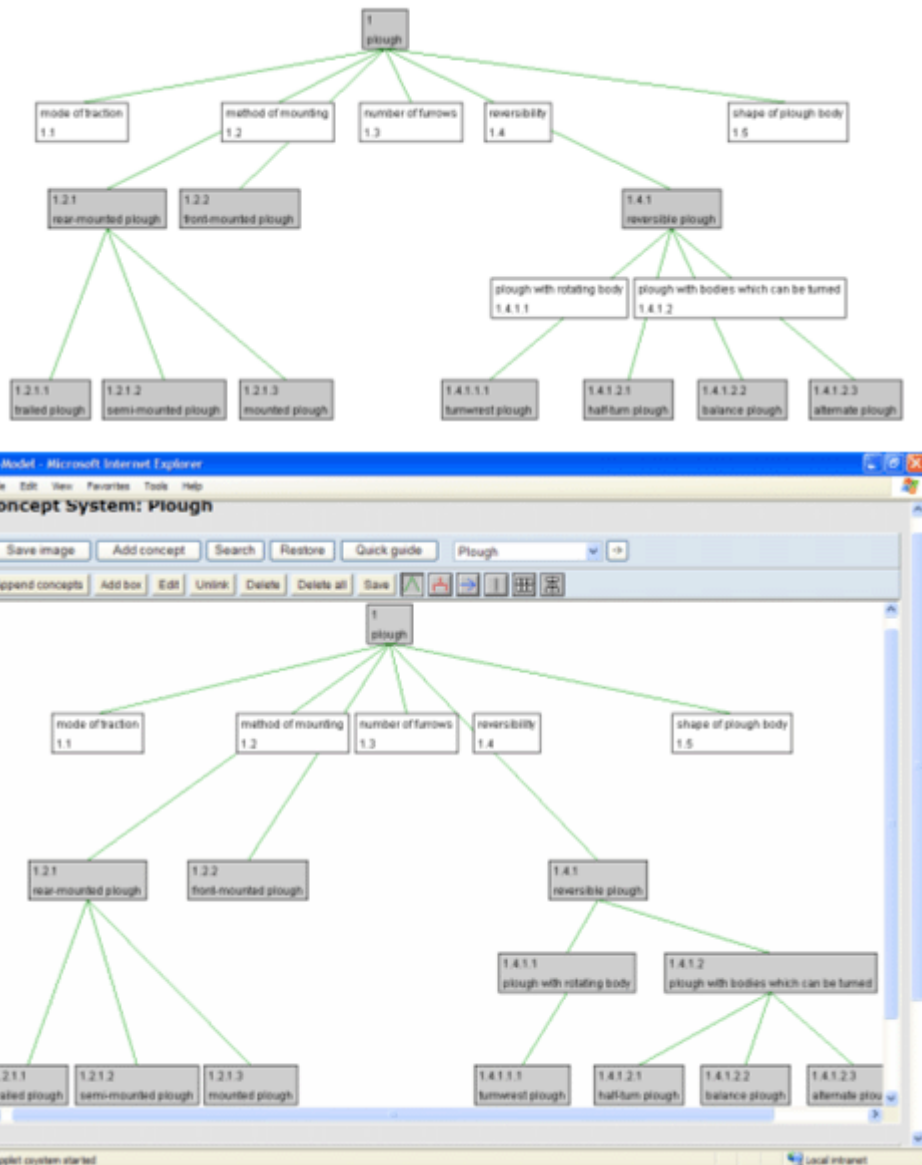 1
plough
mode of traction
1.1
method of mounting
1.2
number of furrows
1.3
reversibility
1.4
shape of plough body
1.5
1.2.1
rear-mounted plough
1.2.2
front-mounted plough
1.4.1
reversible plough
plough with rotating body
1.4.1.1
plough with bodies which can be turned
1.4.1.2
1.2.1.1
trailed plough
1.2.1.2
semi-mounted plough
1.2.1.3
mounted plough
1.4.1.1.1
turnwrest plough
1.4.1.2.1
half-turn plough
1.4.1.2.2
balance plough
1.4.1.2.3
alternate plough
-Model - Microsoft Internet Explorer
Edit View Favorites Tools Help
oncept System: Plough
Save image Add concept Search Restore Quick guide Plough
ppend concepts Add box Edit Unlink Delete Delete all Save
1
plough
mode of traction
1.1
method of mounting
1.2
number of furrows
1.3
reversibility
1.4
shape of plough body
1.5
1.2.1
rear-mounted plough
1.2.2
front-mounted plough
1.4.1
reversible plough
1.4.1.1
plough with rotating body
1.4.1.2
plough with bodies which can be turned
.2.1.1
ailed plough
1.2.1.2
semi-mounted plough
1.2.1.3
mounted plough
1.4.1.1.1
turnwrest plough
1.4.1.2.1
half-turn plough
1.4.1.2.2
balance plough
1.4.1.2.3
alternate plou
pplet csystem started
Local intranet